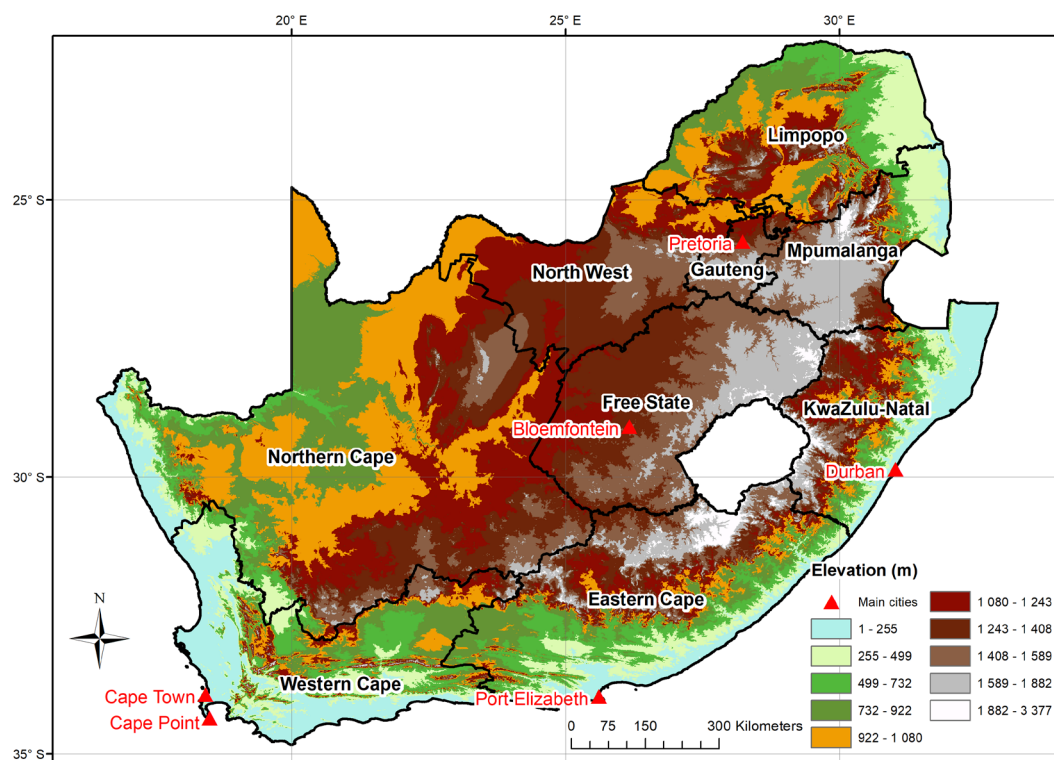 20° E 25° E 30° E
Limpopo
25° S
Pretoria
Mpumalanga
North West
Gauteng
Free State
KwaZulu-Natal
Bloemfontein
Northern Cape
Durban
30° S
Elevation (m)
N
Main cities 1 080 - 1 243
Eastern Cape
1 - 255 1 243 - 1 408
255 - 499 1 408 - 1 589
Western Cape
499 - 732 1 589 - 1 882
Cape Town
Port Elizabeth
732 - 922 1 882 - 3 377
Cape Point
300 Kilometers
922 - 1 080
0 75 150
35° S